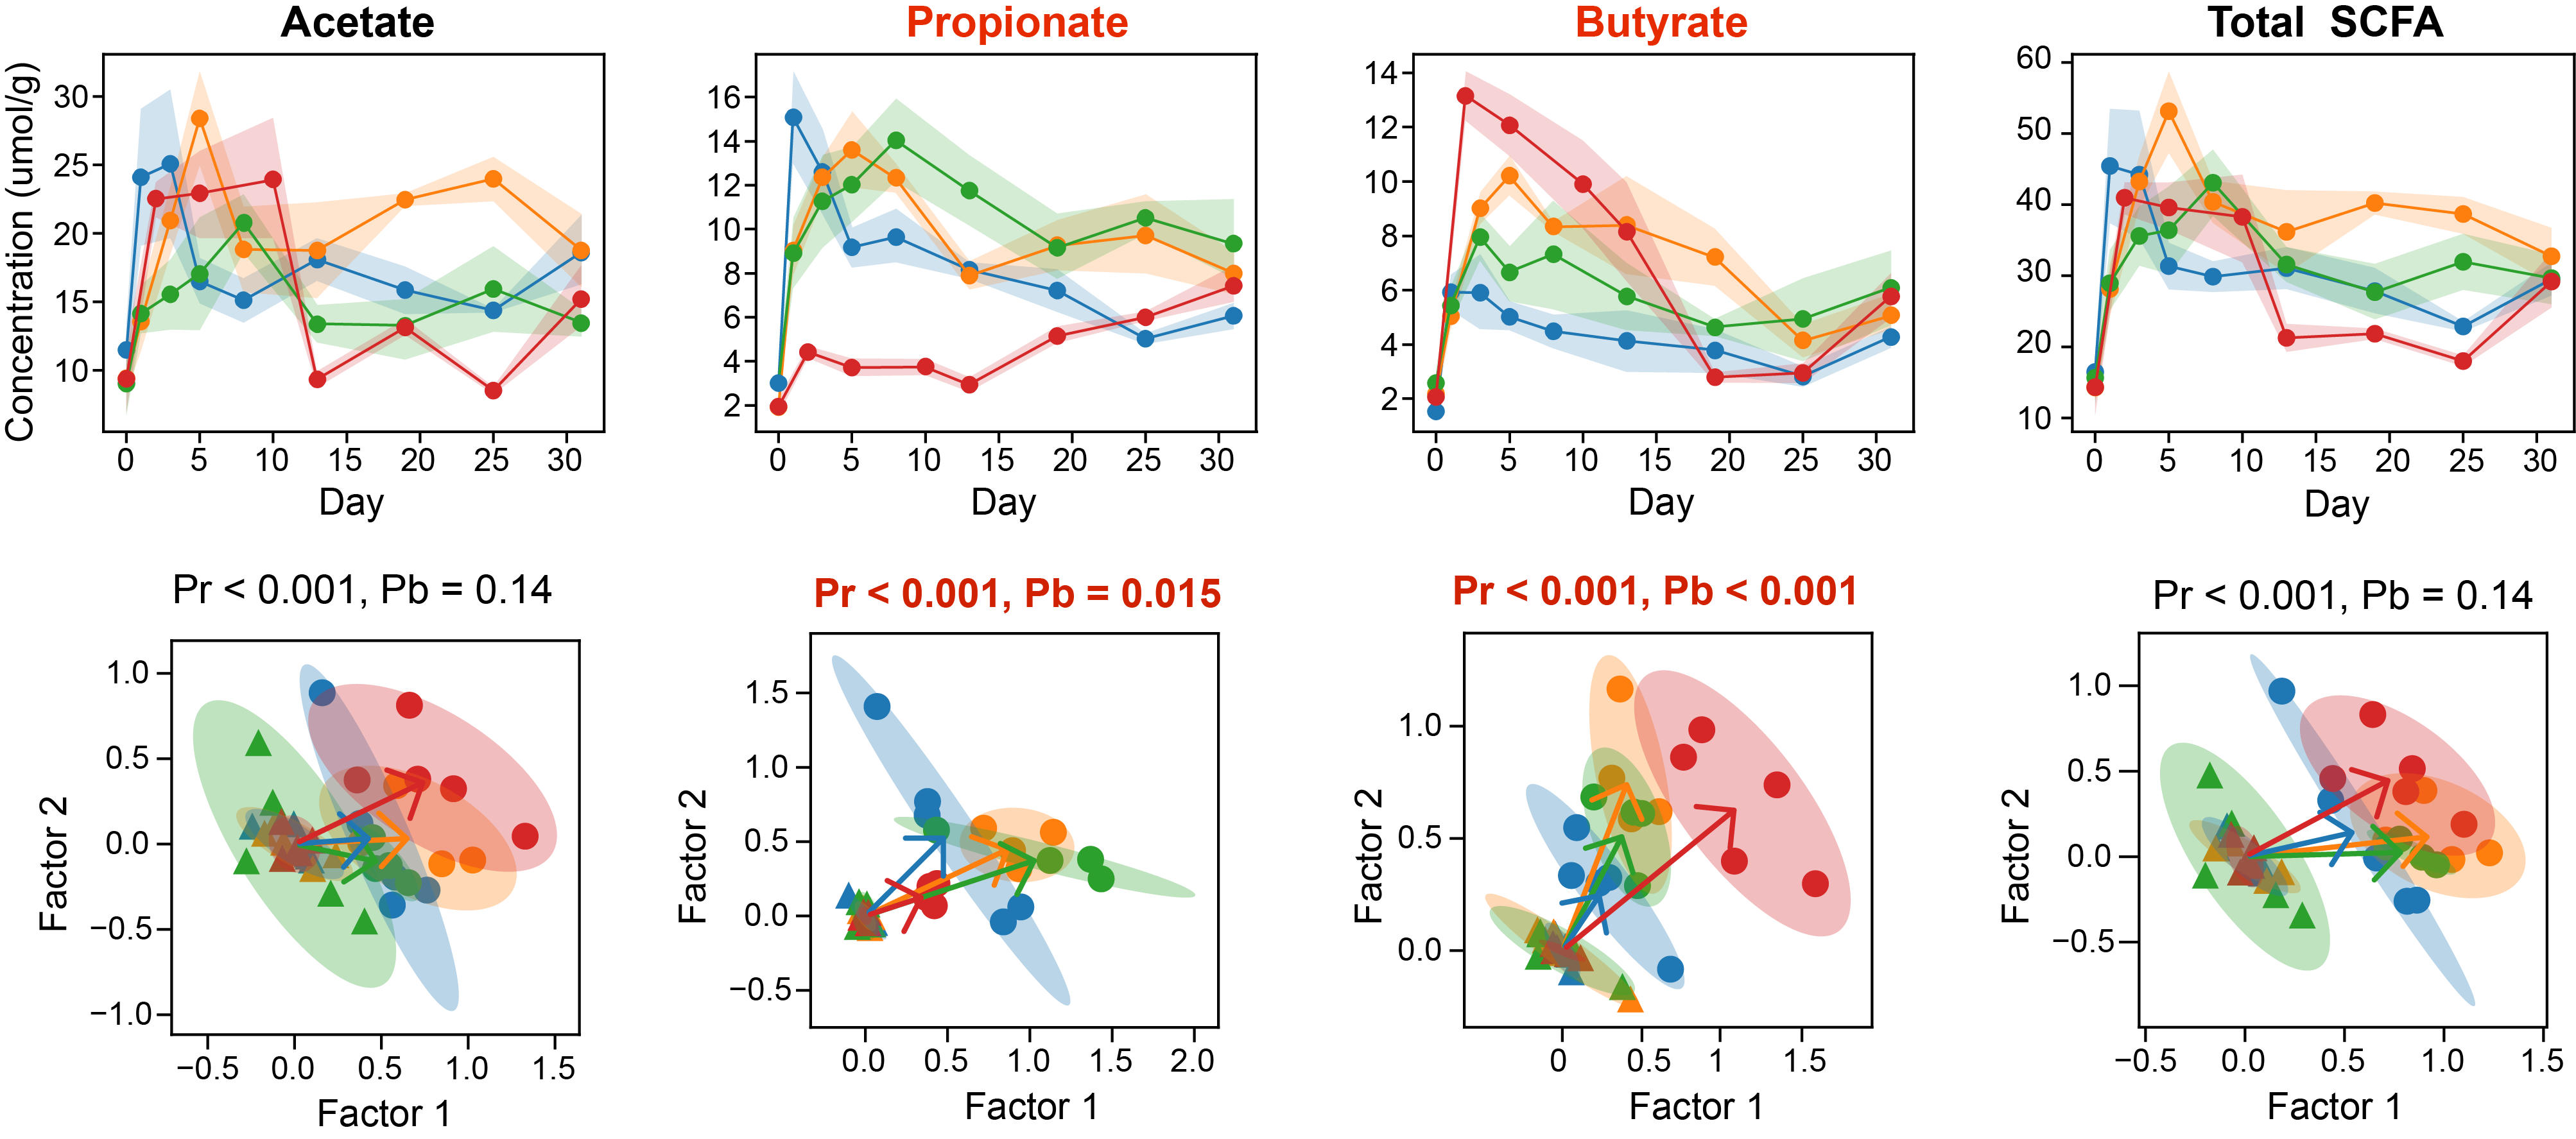 Acetate Propionate Butyrate Total SCFA
Concentration (umol/g)
30
25
20
15
10
0 5 10 15 20 25 30
Day
16
14
12
10
8
6
4
2
0 5 10 15 20 25 30
Day
14
12
10
8
6
4
2
0 5 10 15 20 25 30
Day
60
50
40
30
20
10
0 5 10 15 20 25 30
Day
Pr < 0.001, Pb = 0.14
Factor 2
1.0
0.5
0.0
−0.5
−1.0
−0.5 0.0 0.5 1.0 1.5
Factor 1
Pr < 0.001, Pb = 0.015
Factor 2
1.5
1.0
0.5
0.0
−0.5
0.0 0.5 1.0 1.5 2.0
Factor 1
Pr < 0.001, Pb < 0.001
Factor 2
1.0
0.5
0.0
0 0.5 1 1.5
Factor 1
Pr < 0.001, Pb = 0.14
Factor 2
1.0
0.5
0.0
−0.5
−0.5 0.0 0.5 1.0 1.5
Factor 1